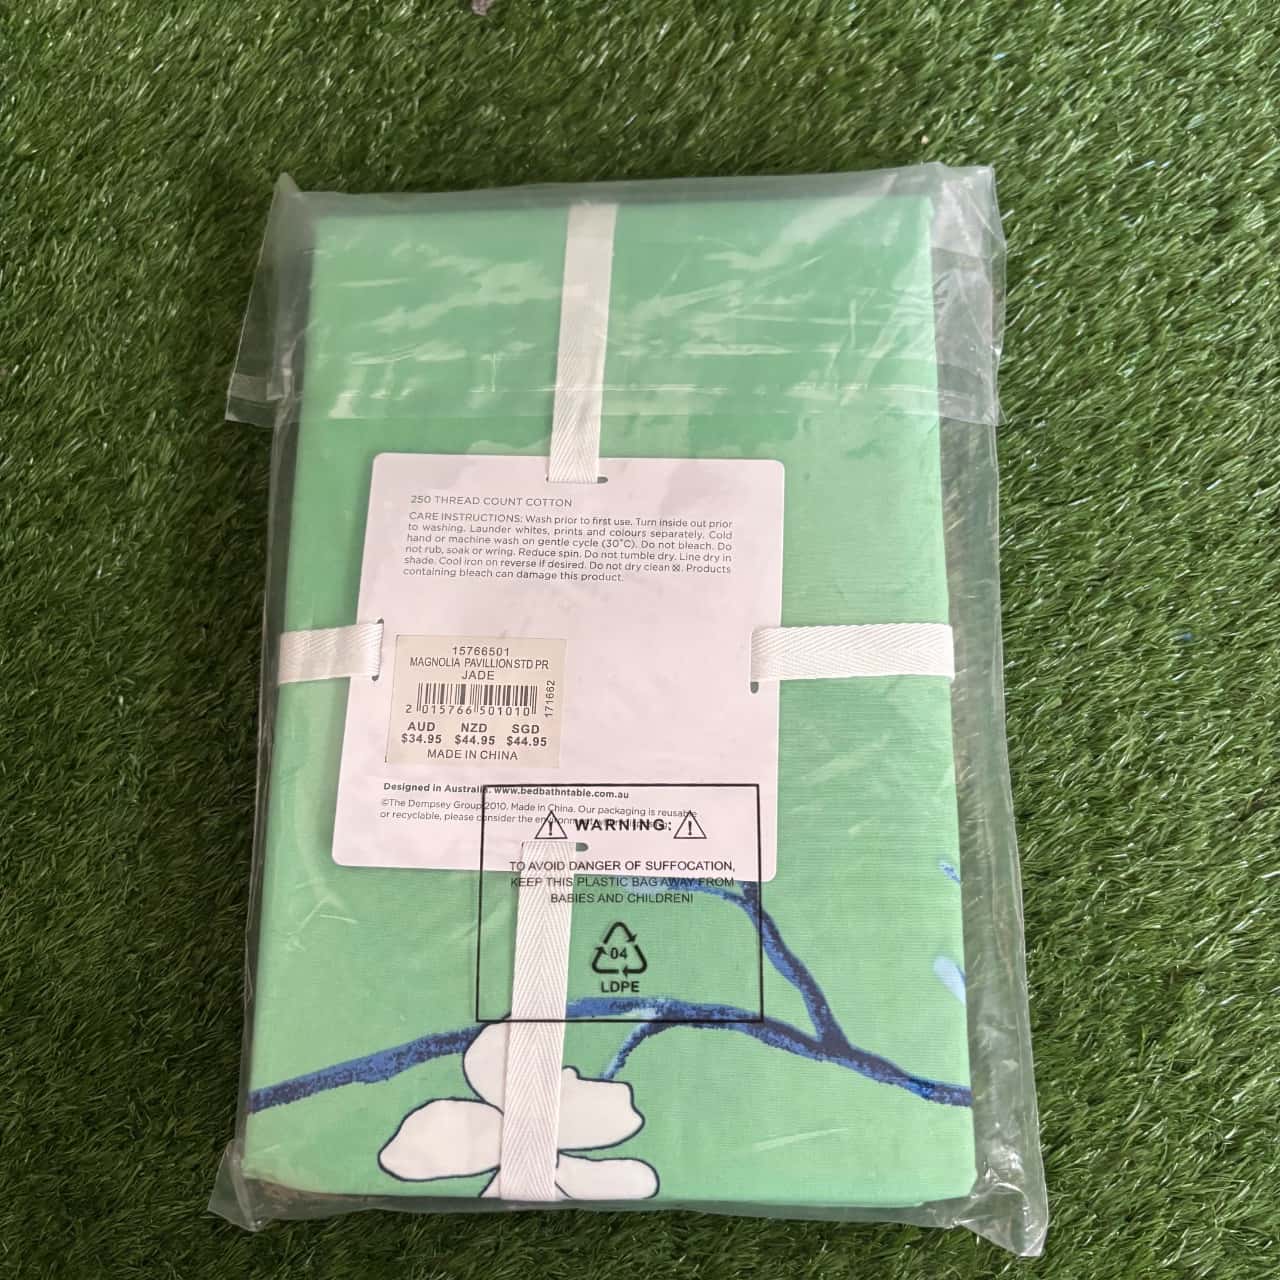 250 THREAD COUNT COTTON
CARE INSTRUCTIONS: Wash prior to first use. Turn inside out prior
to washing. Launder whites, prints and colours separately. Cold
hand or machine wash on gentle cycle (30°C). Do not bleach. Do
not rub, soak or wring. Reduce spin. Do not tumble dry. Line dry in
shade. Cool iron on reverse if desired. Do not dry clean ⊠. Products
containing bleach can damage this product.
15766501
MAGNOLIA PAVILLION STD PR
JADE
171662
2 015766 501010
AUD NZD SGD
$34.95 $44.95 $44.95
MADE IN CHINA
Designed in Australia. www.bedbathntable.com.au
©The Dempsey Group 2010. Made in China. Our packaging is reusable
or recyclable, please consider the environment
WARNING:
TO AVOID DANGER OF SUFFOCATION,
KEEP THIS PLASTIC BAG AWAY FROM
BABIES AND CHILDREN!
04
LDPE